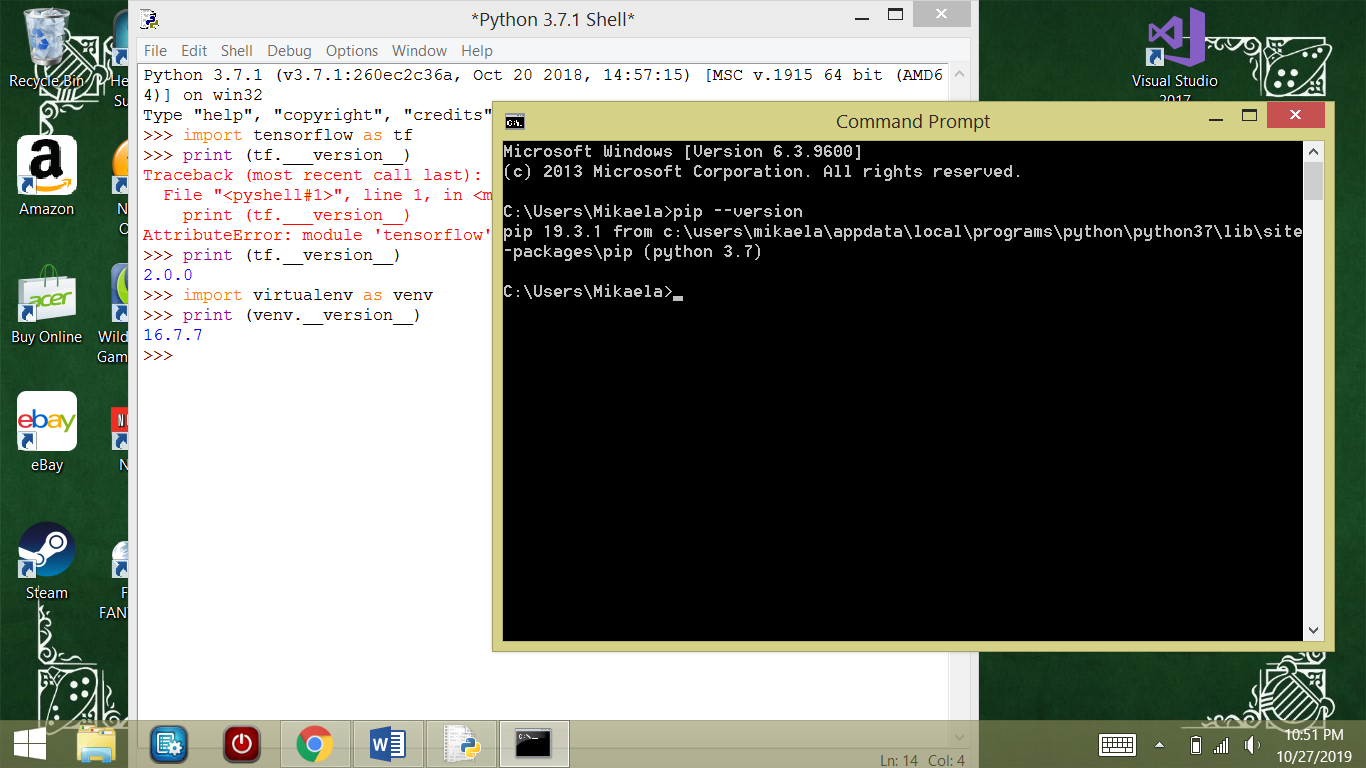 *Python 3.7.1 Shell*
File Edit Shell Debug Options Window Help
Python 3.7.1 (v3.7.1:260ec2c36a, Oct 20 2018, 14:57:15) [MSC v.1915 64 bit (AMD6
4)] on win32
Type "help", "copyright", "credits"
>>> import tensorflow as tf
>>> print (tf.___version__)
Traceback (most recent call last):
File "<pyshell#1>", line 1, in <m
print (tf.___version__)
AttributeError: module 'tensorflow'
>>> print (tf.__version__)
2.0.0
>>> import virtualenv as venv
>>> print (venv.__version__)
16.7.7
>>>
Ln: 14 Col: 4
Command Prompt
Microsoft Windows [Version 6.3.9600]
(c) 2013 Microsoft Corporation. All rights reserved.
C:\Users\Mikaela>pip --version
pip 19.3.1 from c:\users\mikaela\appdata\local\programs\python\python37\lib\site
-packages\pip (python 3.7)
C:\Users\Mikaela>
Recycle Bin
He
Su
a
Amazon
N
O
acer
Buy Online
Wild
Gam
ebay
eBay
N
N
Steam
F
FANT
Visual Studio
2017
10:51 PM
10/27/2019